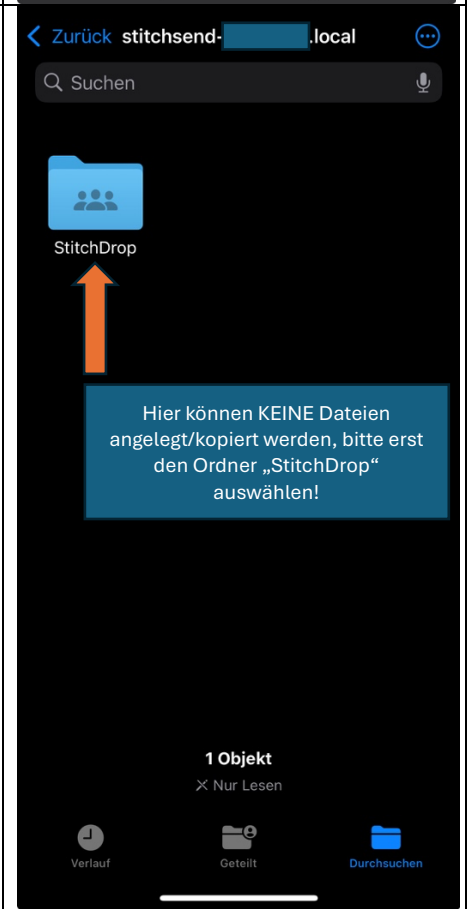 Zurück stitchsend- .local
Suchen
StitchDrop
Hier können KEINE Dateien
angelegt/kopiert werden, bitte erst
den Ordner „StitchDrop“
auswählen!
1 Objekt
Nur Lesen
Verlauf Geteilt Durchsuchen